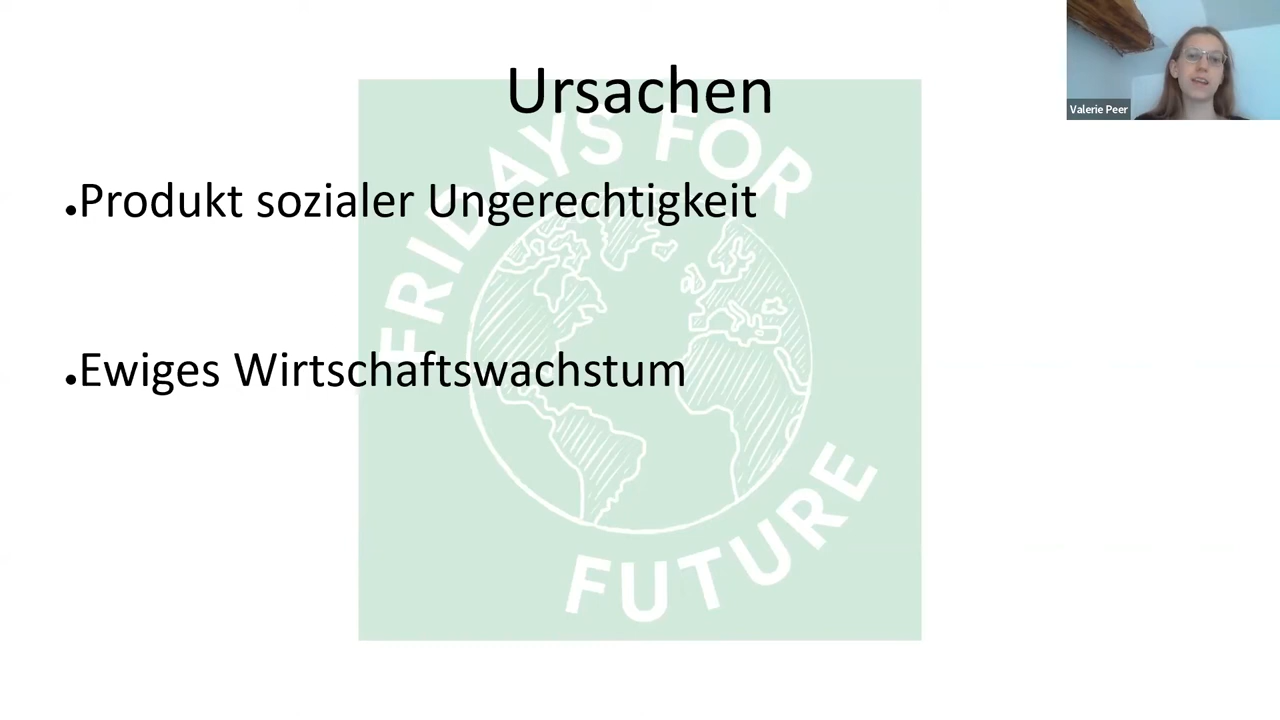 Ursachen
Valerie Peer
FRIDAYS FOR
•Produkt sozialer Ungerechtigkeit
•Ewiges Wirtschaftswachstum
FUTURE